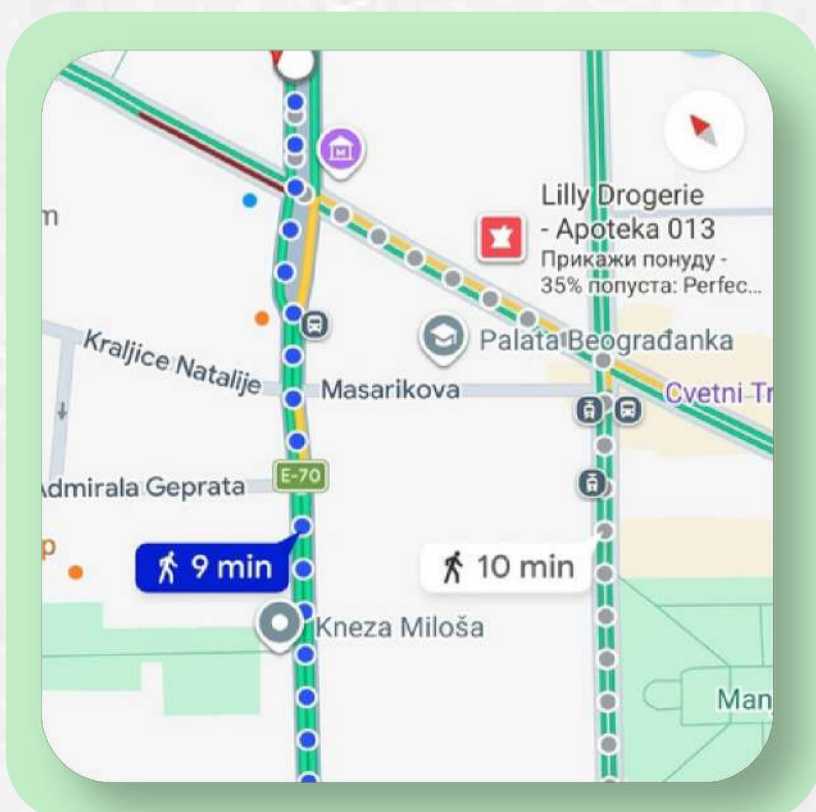 m
Lilly Drogerie
- Apoteka 013
Прикажи понуду -
35% попуста: Perfec...
Palata Beograđanka
Kraljice Natalije
Masarikova
Cvetni Tr
E-70
Admirala Geprata
p
9 min
10 min
Kneza Miloša
Manj